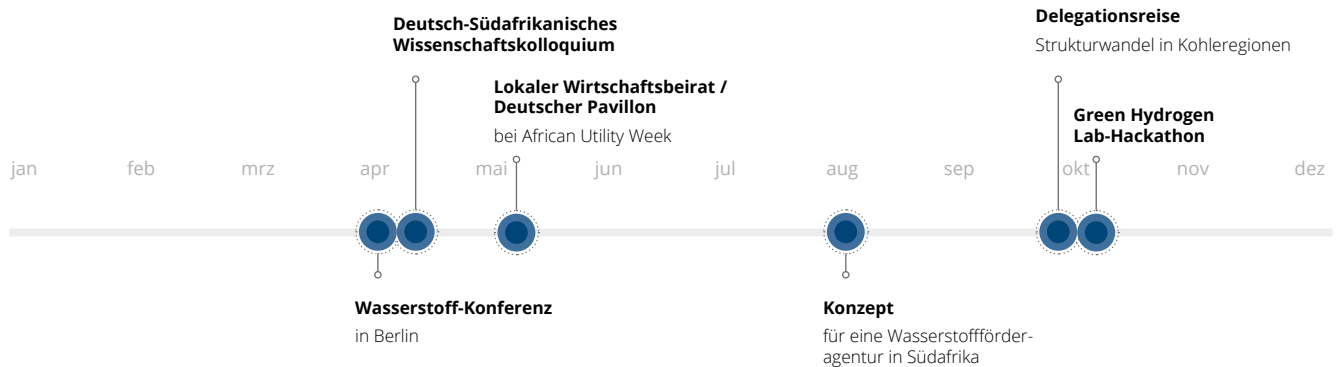 Deutsch-Südafrikanisches
Wissenschaftskolloquium
Lokaler Wirtschaftsbeirat /
Deutscher Pavillon
bei African Utility Week
Delegationsreise
Strukturwandel in Kohleregionen
Green Hydrogen
Lab-Hackathon
jan feb mrz apr mai jun jul aug sep okt nov dez
Wasserstoff-Konferenz
in Berlin
Konzept
für eine Wasserstoffförder-
agentur in Südafrika